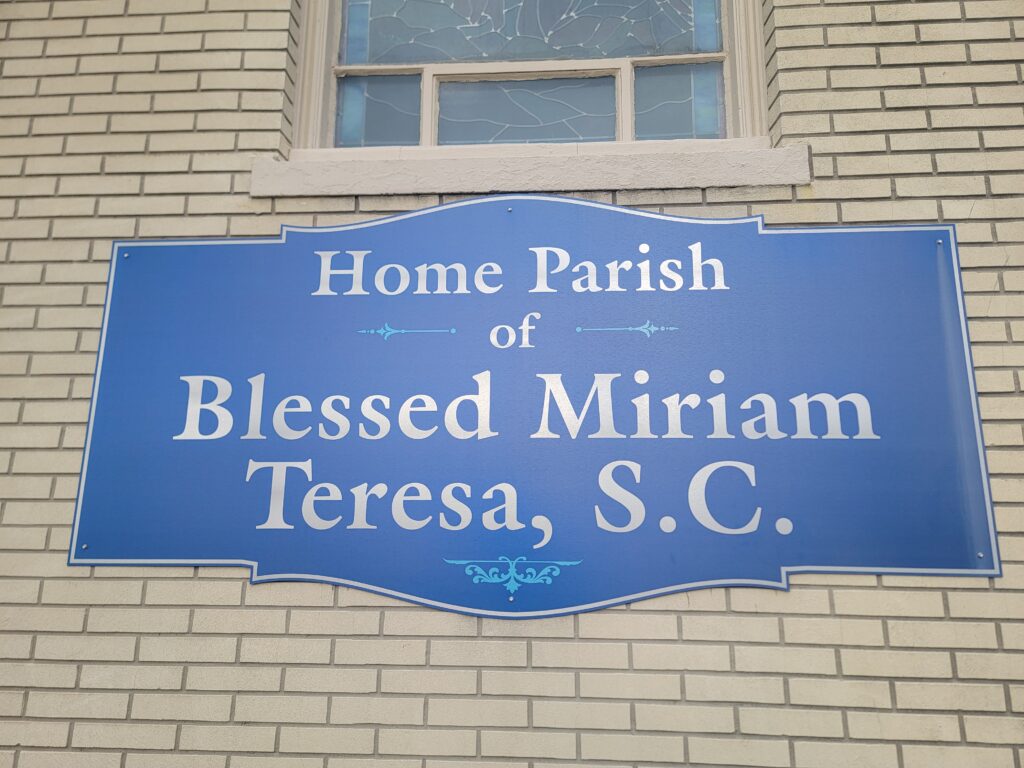 Home Parish
of
Blessed Miriam
Teresa, S.C.